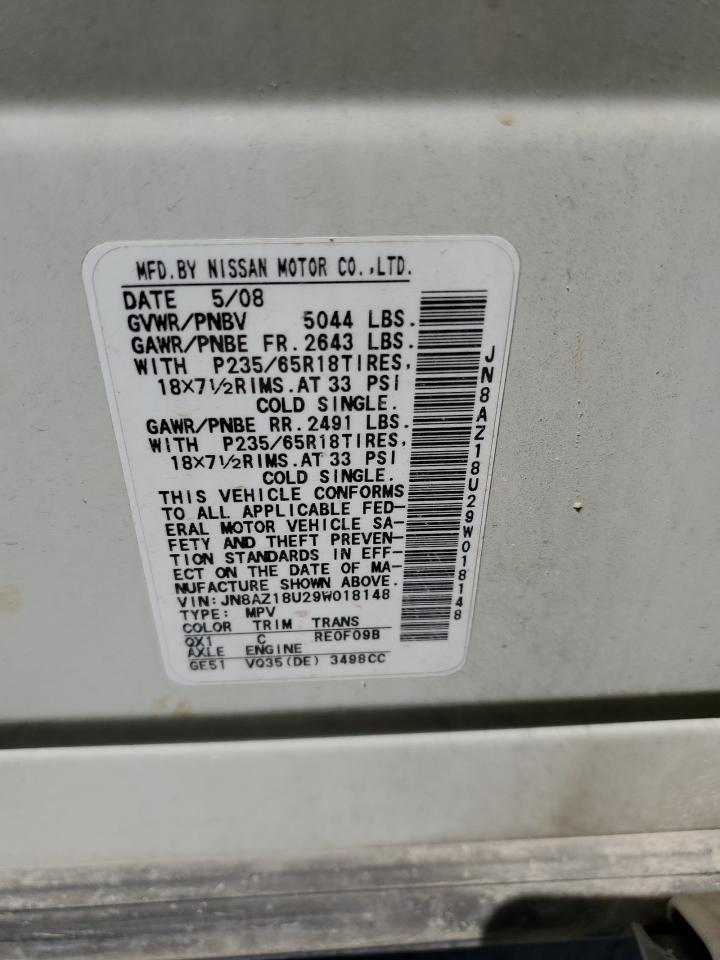 MFD.BY NISSAN MOTOR CO.,LTD.
DATE 5/08
GVWR/PNBV 5044 LBS.
GAWR/PNBE FR.2643 LBS.
WITH P235/65R18TIRES,
18×7½RIMS.AT 33 PSI
COLD SINGLE.
GAWR/PNBE RR.2491 LBS.
WITH P235/65R18TIRES,
18×7½RIMS.AT 33 PSI
COLD SINGLE.
THIS VEHICLE CONFORMS
TO ALL APPLICABLE FED-
ERAL MOTOR VEHICLE SA-
FETY AND THEFT PREVEN-
TION STANDARDS IN EFF-
ECT ON THE DATE OF MA-
NUFACTURE SHOWN ABOVE.
VIN:JN8AZ18U29W018148
TYPE: MPV
COLOR TRIM TRANS
QX1 C RE0F09B
AXLE ENGINE
GE51 VQ35(DE) 3498CC
JN8AZ18U29W018148